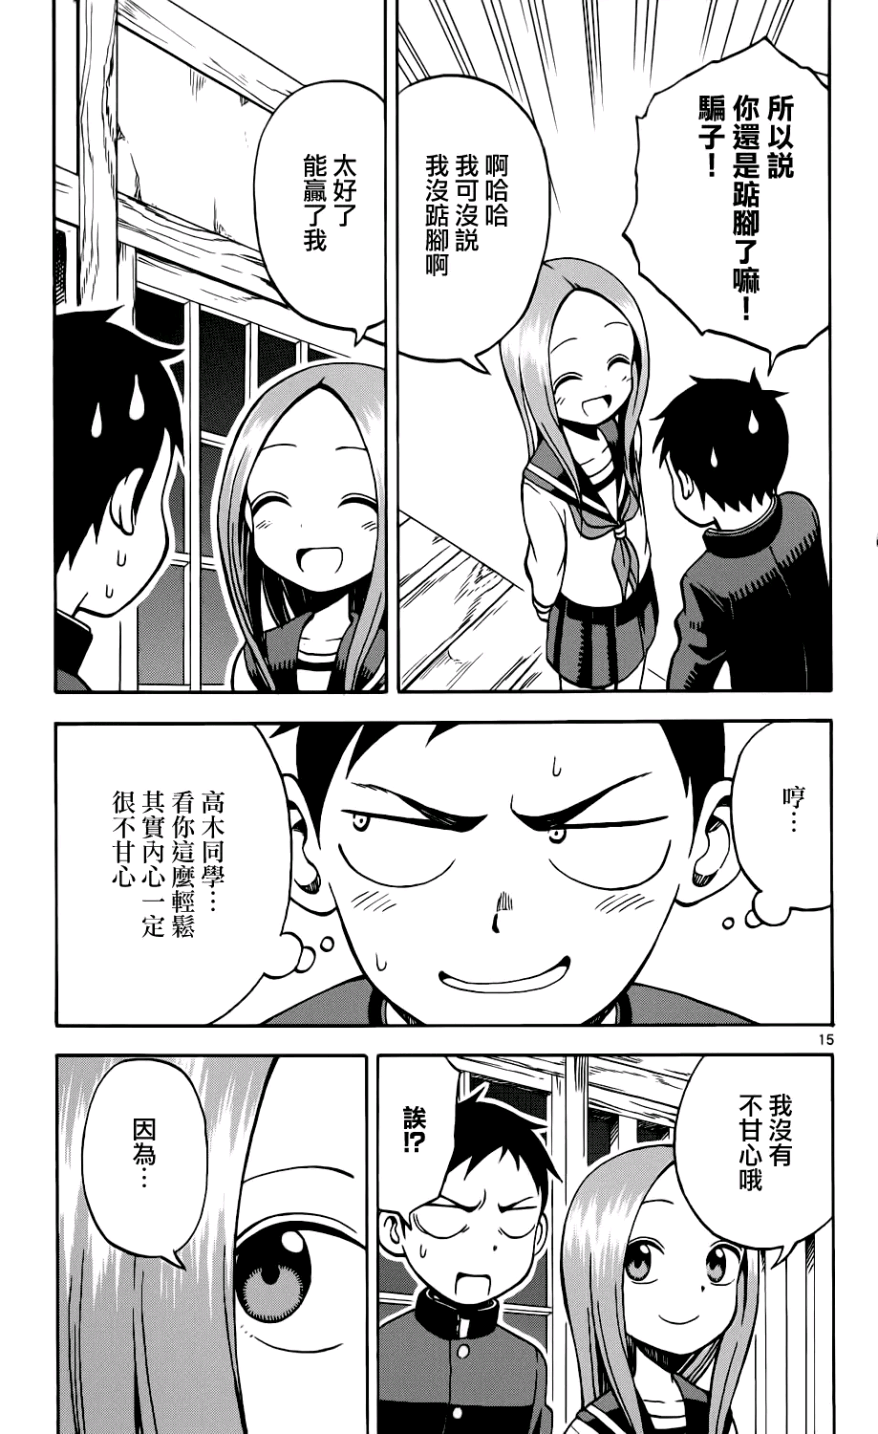 所以説
你還是踮腳了嘛！
騙子！
啊哈哈
我可沒說
我沒踮腳啊
太好了
能贏了我
哼…
高木同學…
看你這麼輕鬆
其實內心一定
很不甘心
15
我沒有
不甘心哦
誒!?
因為…